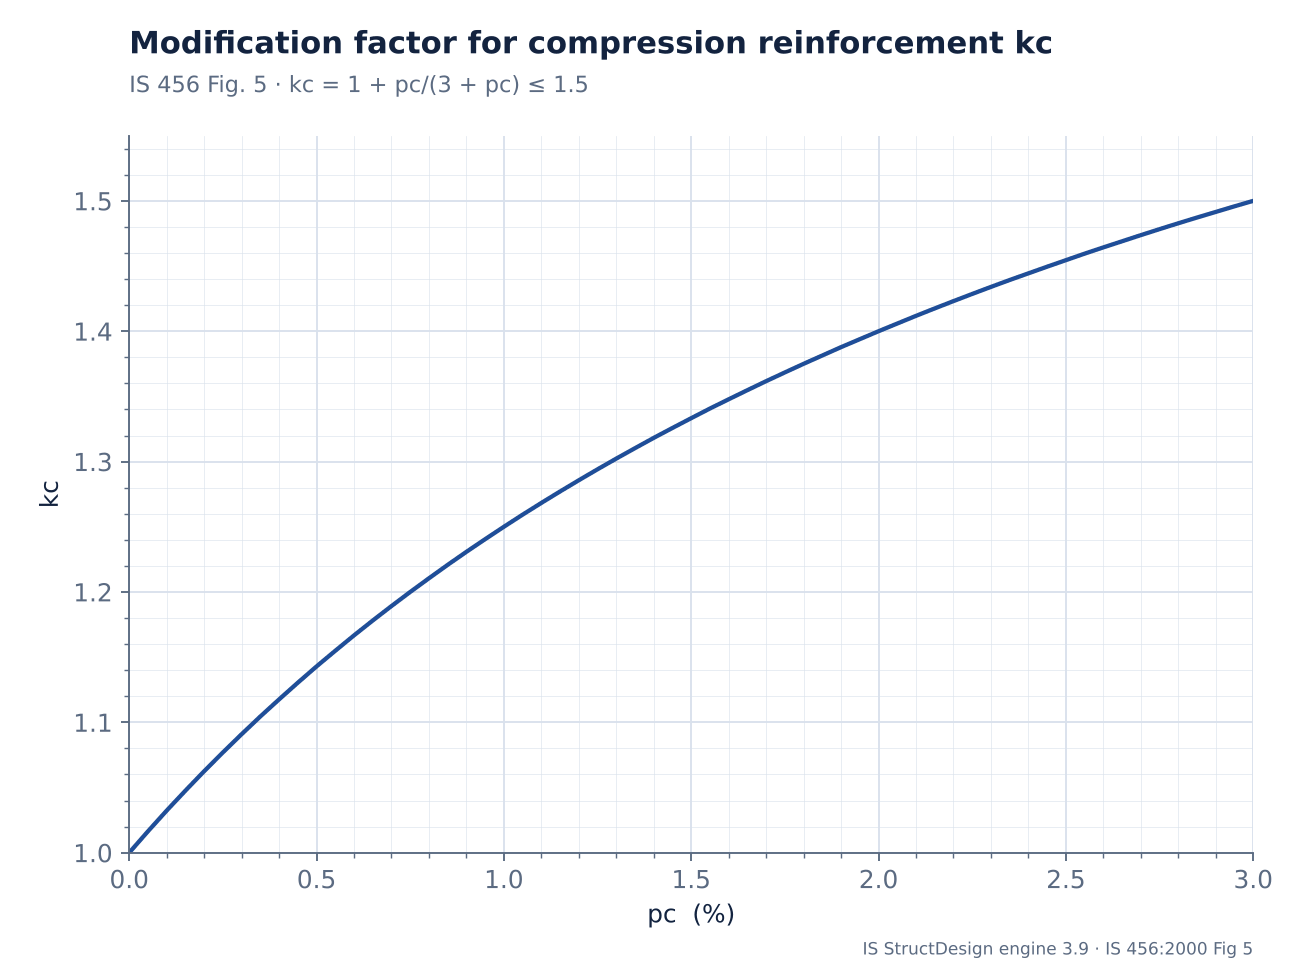 Modification factor for compression reinforcement kc
IS 456 Fig. 5 · kc = 1 + pc/(3 + pc) ≤ 1.5
1.5
1.4
1.3
1.2
1.1
1.0
kc
0.0 0.5 1.0 1.5 2.0 2.5 3.0
pc (%)
IS StructDesign engine 3.9 · IS 456:2000 Fig 5